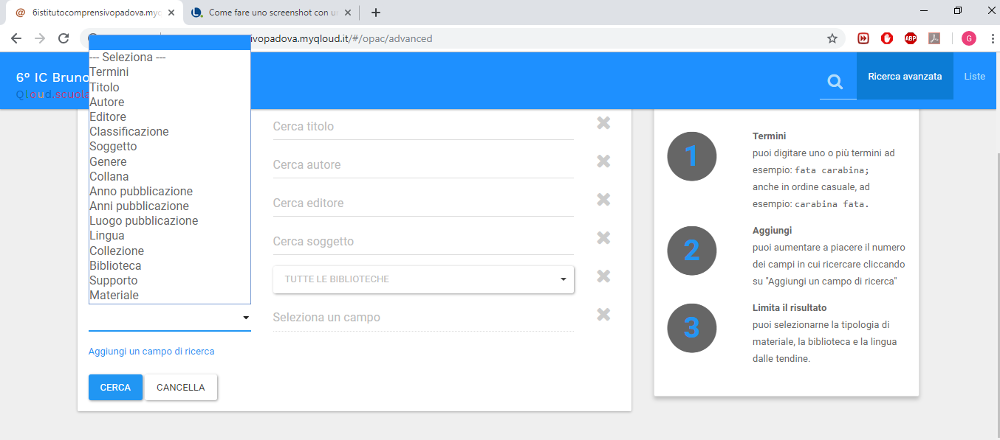 6istitutocomprensivopadova.myq
Come fare uno screenshot con u
ivopadova.myqloud.it/#/opac/advanced
ABP
G
6° IC Bruno
Qloud.scuola
Ricerca avanzata
Liste
--- Seleziona ---
Termini
Titolo
Autore
Editore
Classificazione
Soggetto
Genere
Collana
Anno pubblicazione
Anni pubblicazione
Luogo pubblicazione
Lingua
Collezione
Biblioteca
Supporto
Materiale
Cerca titolo
Cerca autore
Cerca editore
Cerca soggetto
TUTTE LE BIBLIOTECHE
Seleziona un campo
Aggiungi un campo di ricerca
CERCA
CANCELLA
1
Termini
puoi digitare uno o più termini ad
esempio: fata carabina;
anche in ordine casuale, ad
esempio: carabina fata.
2
Aggiungi
puoi aumentare a piacere il numero
dei campi in cui ricercare cliccando
su "Aggiungi un campo di ricerca"
3
Limita il risultato
puoi selezionarne la tipologia di
materiale, la biblioteca e la lingua
dalle tendine.